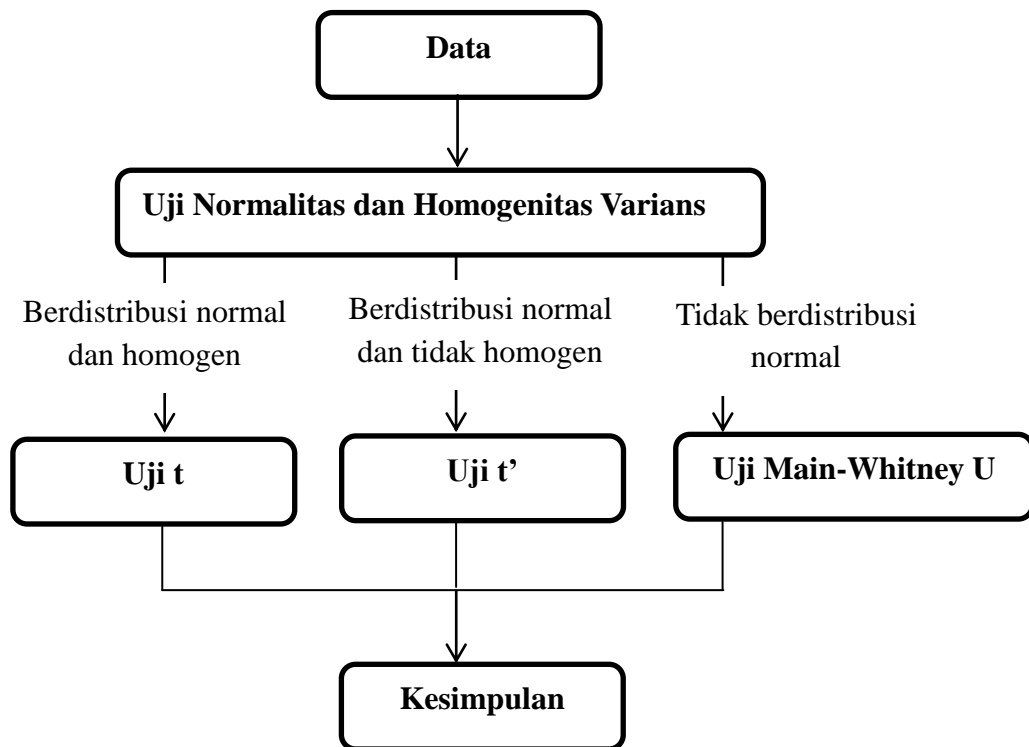 Data
Uji Normalitas dan Homogenitas Varians
Berdistribusi normal
dan homogen
Berdistribusi normal
dan tidak homogen
Tidak berdistribusi
normal
Uji t
Uji t’
Uji Main-Whitney U
Kesimpulan